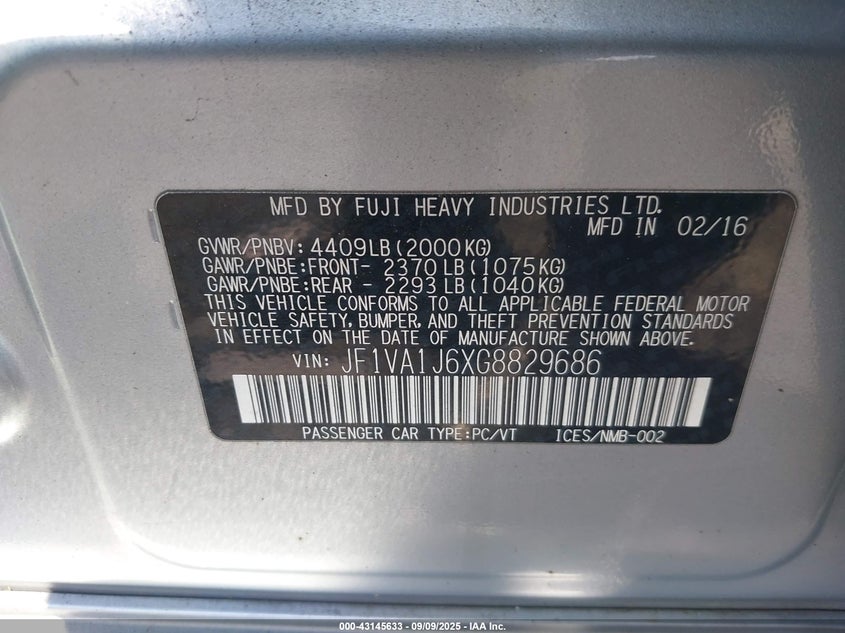 MFD BY FUJI HEAVY INDUSTRIES LTD.
MFD IN 02/16
GVWR/PNBV: 4409LB(2000KG)
GAWR/PNBE:FRONT- 2370 LB(1075KG)
GAWR/PNBE:REAR - 2293 LB(1040KG)
THIS VEHICLE CONFORMS TO ALL APPLICABLE FEDERAL MOTOR
VEHICLE SAFETY, BUMPER, AND THEFT PREVENTION STANDARDS
IN EFFECT ON THE DATE OF MANUFACTURE SHOWN ABOVE.
VIN: JF1VA1J6XG8829686
PASSENGER CAR TYPE:PC/VT ICES/NMB-002
000-43145633 / 09/09/2025 - IAA Inc.